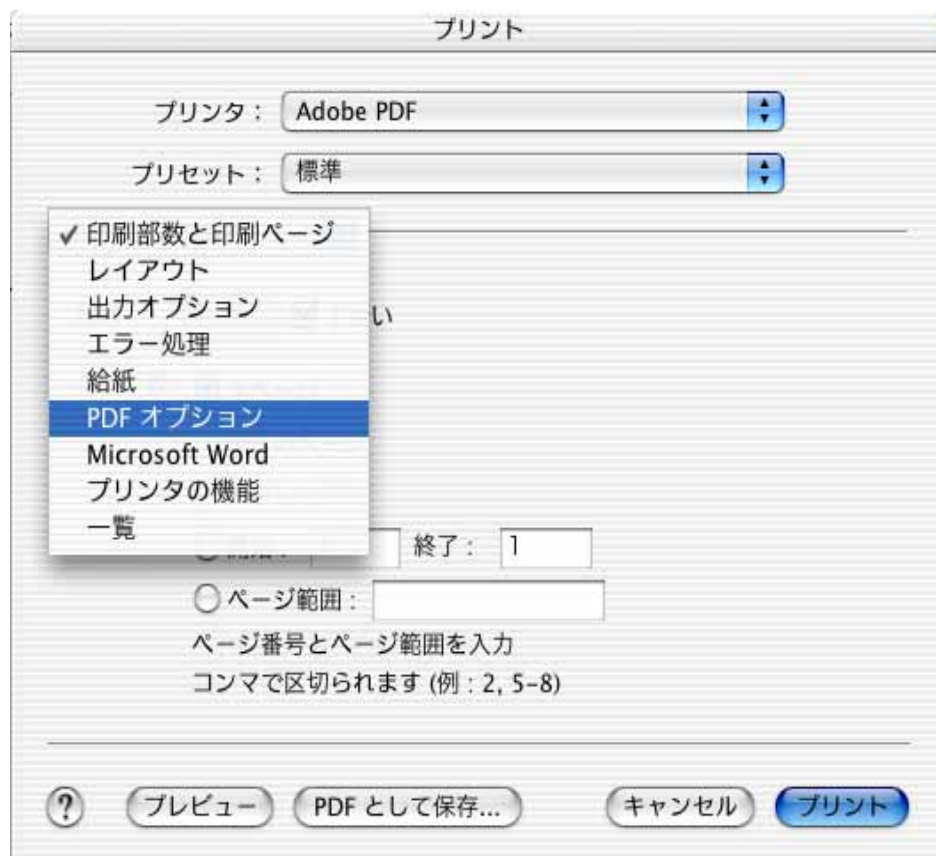 プリント
プリンタ： Adobe PDF
プリセット： 標準
✓ 印刷部数と印刷ページ
レイアウト
出力オプション
い
エラー処理
給紙
PDF オプション
Microsoft Word
プリンタの機能
一覧
終了： 1
ページ範囲：
ページ番号とページ範囲を入力
コンマで区切られます (例 : 2, 5-8)
? プレビュー PDF として保存... キャンセル プリント